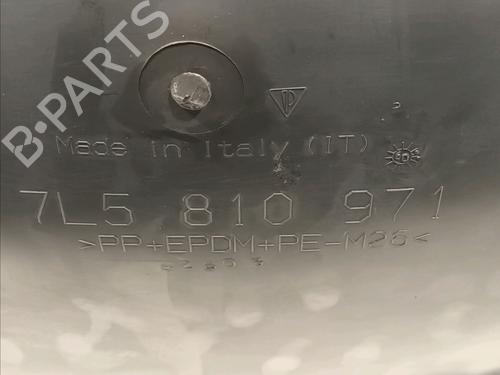 B-PARTS
Made in Italy (IT)
7L5 810 971
>PP+EPDM+PE-M25<